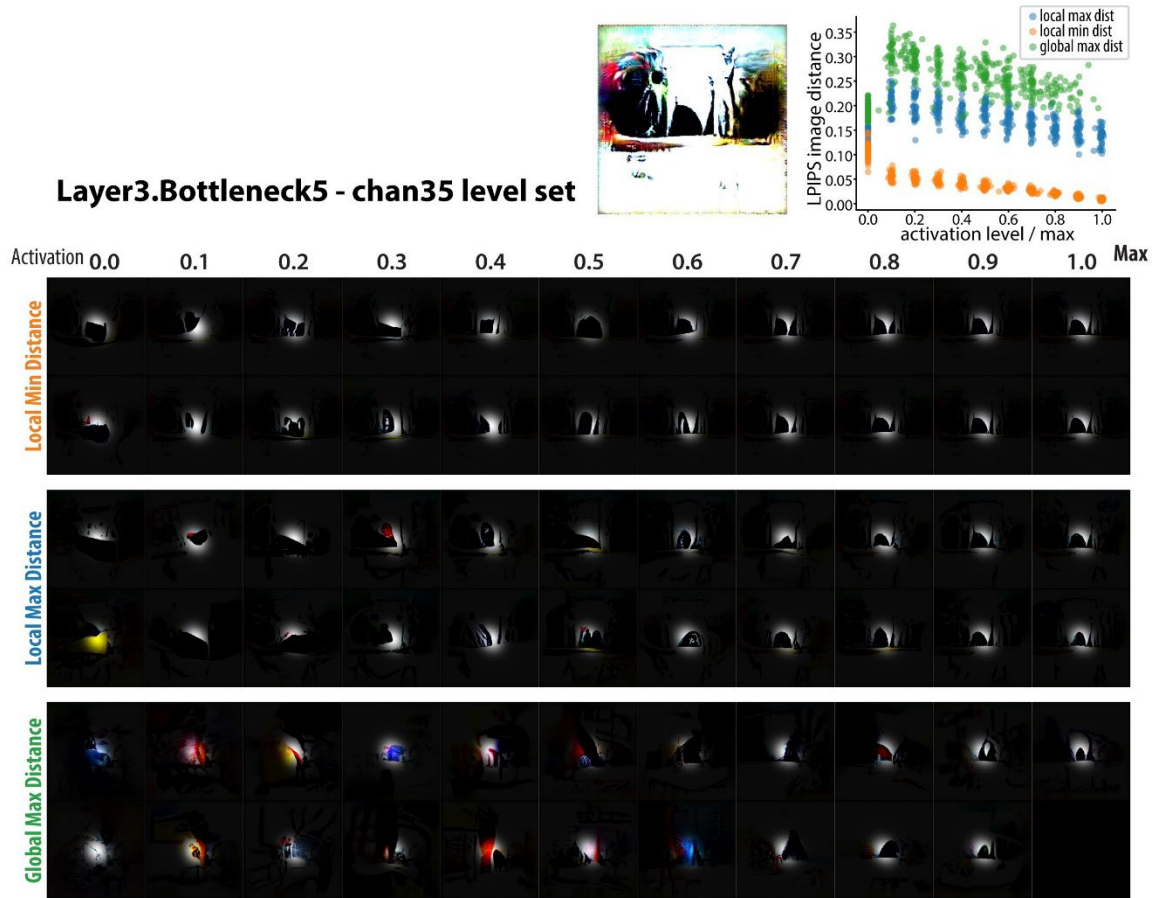 local max dist
local min dist
global max dist
LPIPS image distance
0.35
0.30
0.25
0.20
0.15
0.10
0.05
0.00
0.0 0.2 0.4 0.6 0.8 1.0
activation level / max
Layer3.Bottleneck5 - chan35 level set
Activation 0.0 0.1 0.2 0.3 0.4 0.5 0.6 0.7 0.8 0.9 1.0 Max
Local Min Distance
Local Max Distance
Global Max Distance